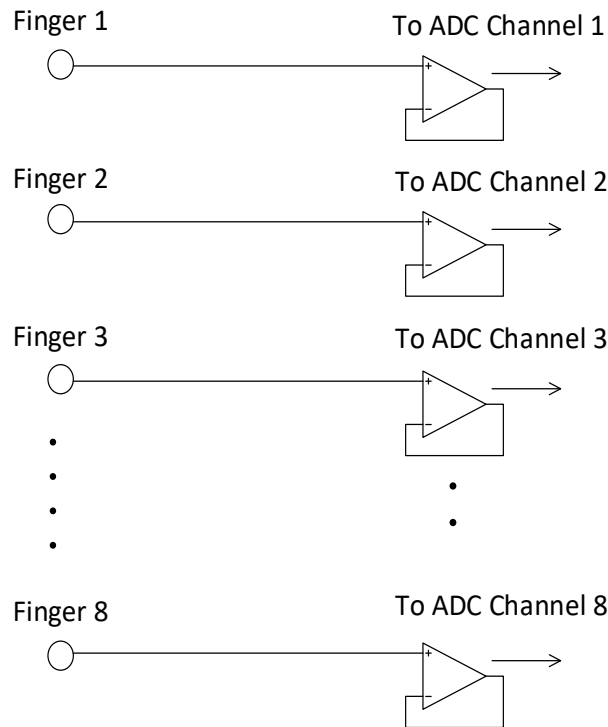 Finger 1
To ADC Channel 1
+
−
Finger 2
To ADC Channel 2
+
−
Finger 3
To ADC Channel 3
+
−
Finger 8
To ADC Channel 8
+
−